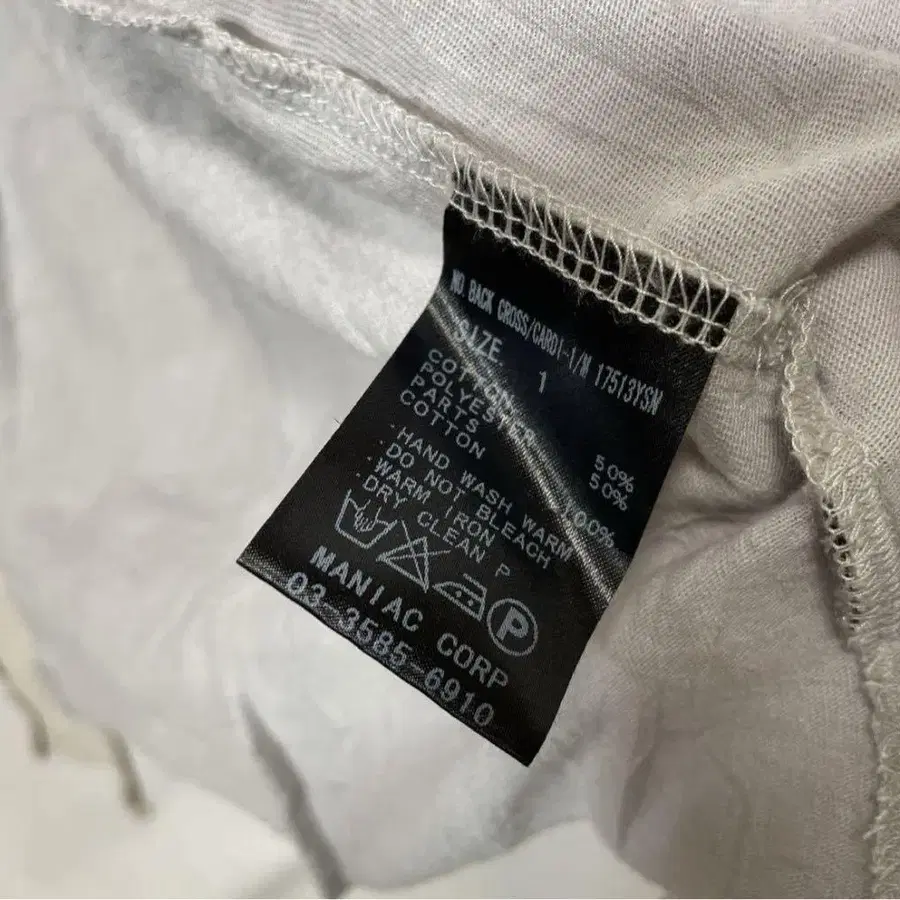 NO BACK CROSS/CARDI-1/M 17513YSN
SIZE 1
COTTON 50%
POLYESTER 50%
PARTS
COTTON 100%
·HAND WASH WARM
·DO NOT BLEACH
·WARM IRON
·DRY CLEAN P
P
MANIAC CORP
03-3585-6910